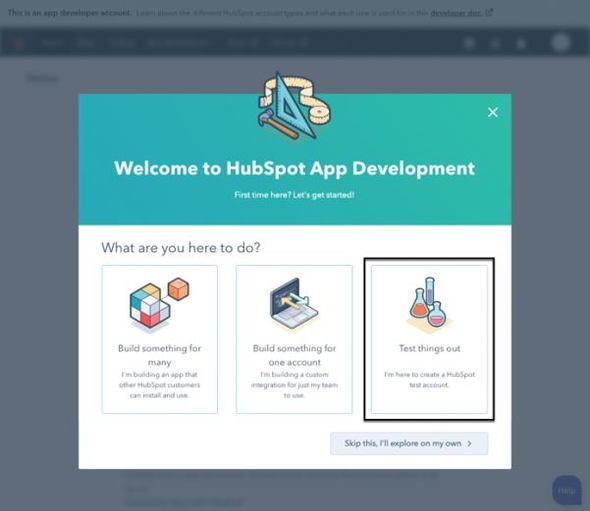 This is an app developer account. Learn about the different HubSpot account types and what each one is used for in this developer doc.
Welcome to HubSpot App Development
First time here? Let's get started!
What are you here to do?
Build something for
many
I'm building an app that
other HubSpot customers
can install and use.
Build something for
one account
I'm building a custom
integration for just my team
to use.
Test things out
I'm here to create a HubSpot
test account.
Skip this, I'll explore on my own
Help